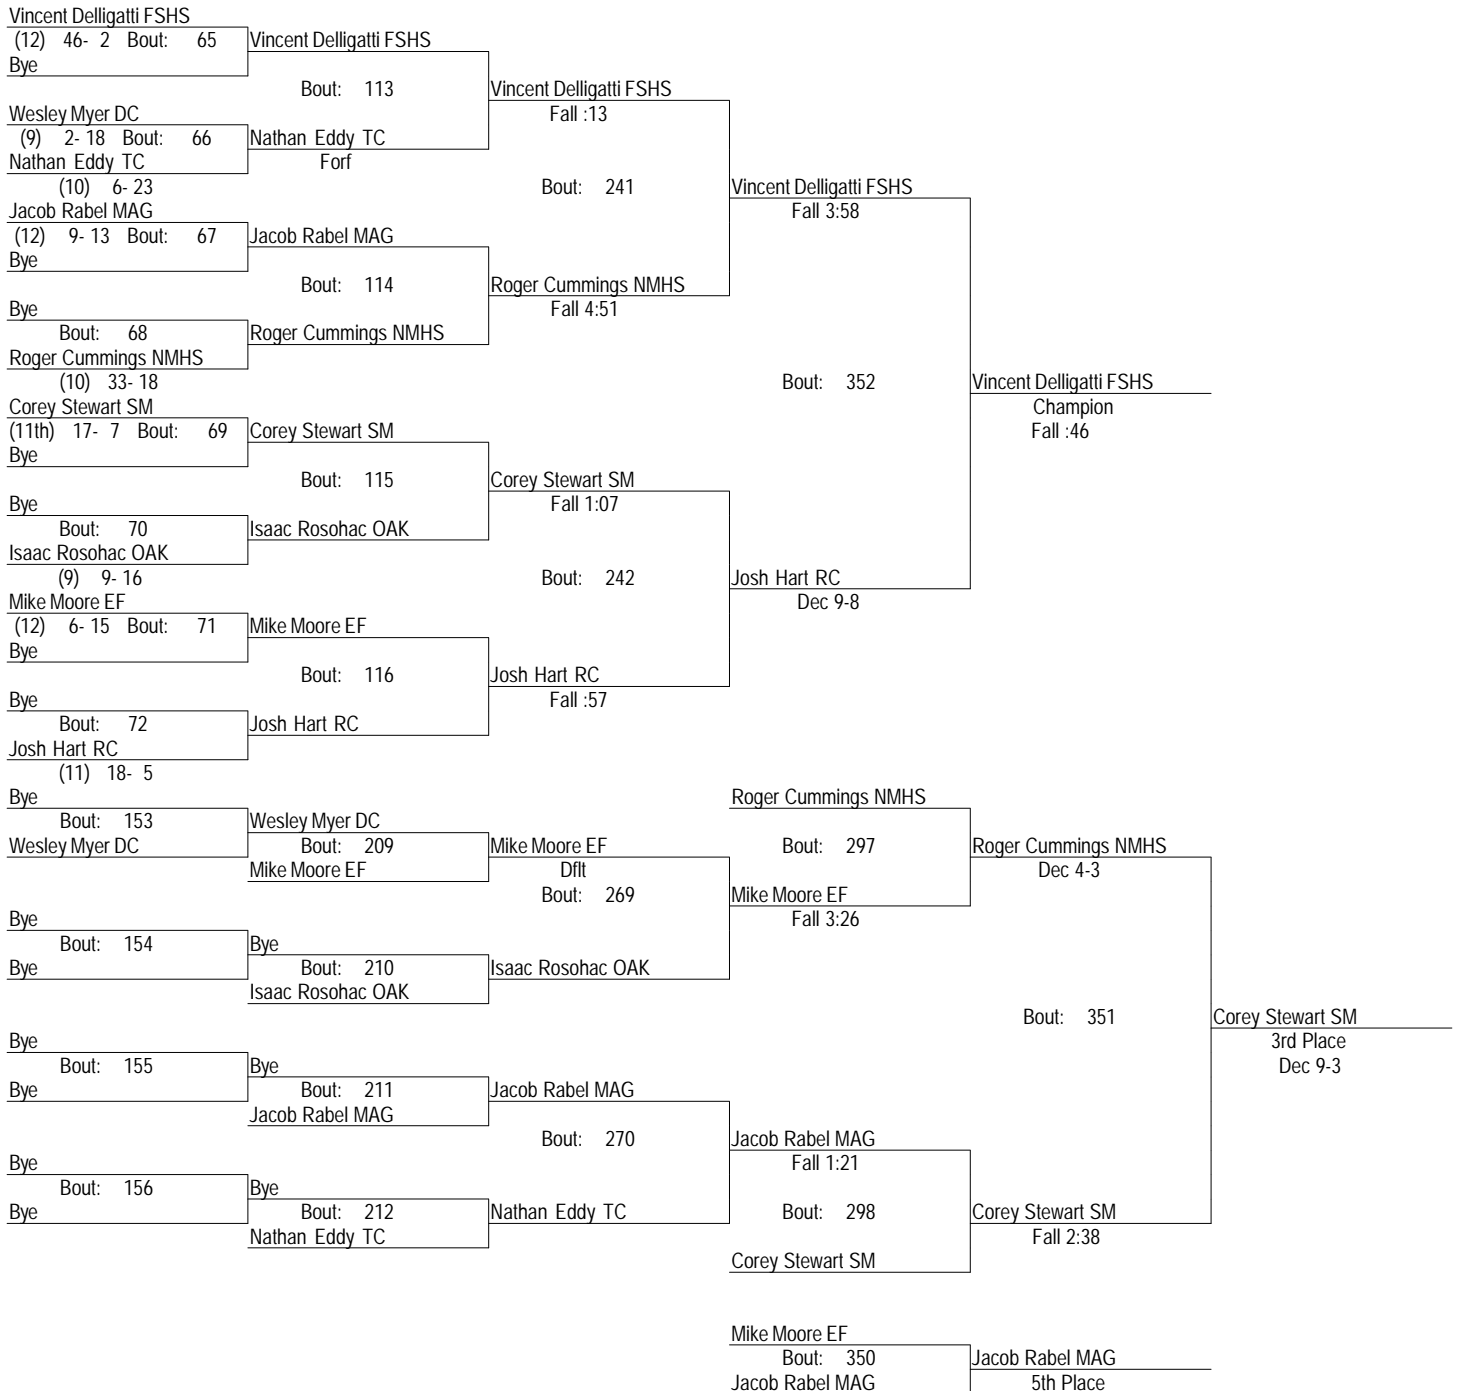 Vincent Delligatti FSHS
(12) 46- 2 Bout: 65 Vincent Delligatti FSHS
Bye
Bout: 113 Vincent Delligatti FSHS
Wesley Myer DC Fall :13
(9) 2- 18 Bout: 66 Nathan Eddy TC
Nathan Eddy TC Forf
(10) 6- 23 Bout: 241 Vincent Delligatti FSHS
Jacob Rabel MAG Fall 3:58
(12) 9- 13 Bout: 67 Jacob Rabel MAG
Bye
Bout: 114 Roger Cummings NMHS
Bye Fall 4:51
Bout: 68 Roger Cummings NMHS
Roger Cummings NMHS
(10) 33- 18 Bout: 352 Vincent Delligatti FSHS
Corey Stewart SM Champion
(11th) 17- 7 Bout: 69 Corey Stewart SM Fall :46
Bye
Bout: 115 Corey Stewart SM
Bye Fall 1:07
Bout: 70 Isaac Rosohac OAK
Isaac Rosohac OAK
(9) 9- 16 Bout: 242 Josh Hart RC
Mike Moore EF Dec 9-8
(12) 6- 15 Bout: 71 Mike Moore EF
Bye
Bout: 116 Josh Hart RC
Bye Fall :57
Bout: 72 Josh Hart RC
Josh Hart RC
(11) 18- 5
Bye Roger Cummings NMHS
Bout: 153 Wesley Myer DC
Wesley Myer DC Bout: 209 Mike Moore EF Bout: 297 Roger Cummings NMHS
Mike Moore EF Dflt Dec 4-3
Bout: 269 Mike Moore EF
Bye Fall 3:26
Bout: 154 Bye
Bye Bout: 210 Isaac Rosohac OAK
Isaac Rosohac OAK
Bout: 351 Corey Stewart SM
Bye 3rd Place
Bout: 155 Bye Dec 9-3
Bye Bout: 211 Jacob Rabel MAG
Jacob Rabel MAG
Bout: 270 Jacob Rabel MAG
Bye Fall 1:21
Bout: 156 Bye
Bye Bout: 212 Nathan Eddy TC Bout: 298 Corey Stewart SM
Nathan Eddy TC Fall 2:38
Corey Stewart SM
Mike Moore EF
Bout: 350 Jacob Rabel MAG
Jacob Rabel MAG 5th Place